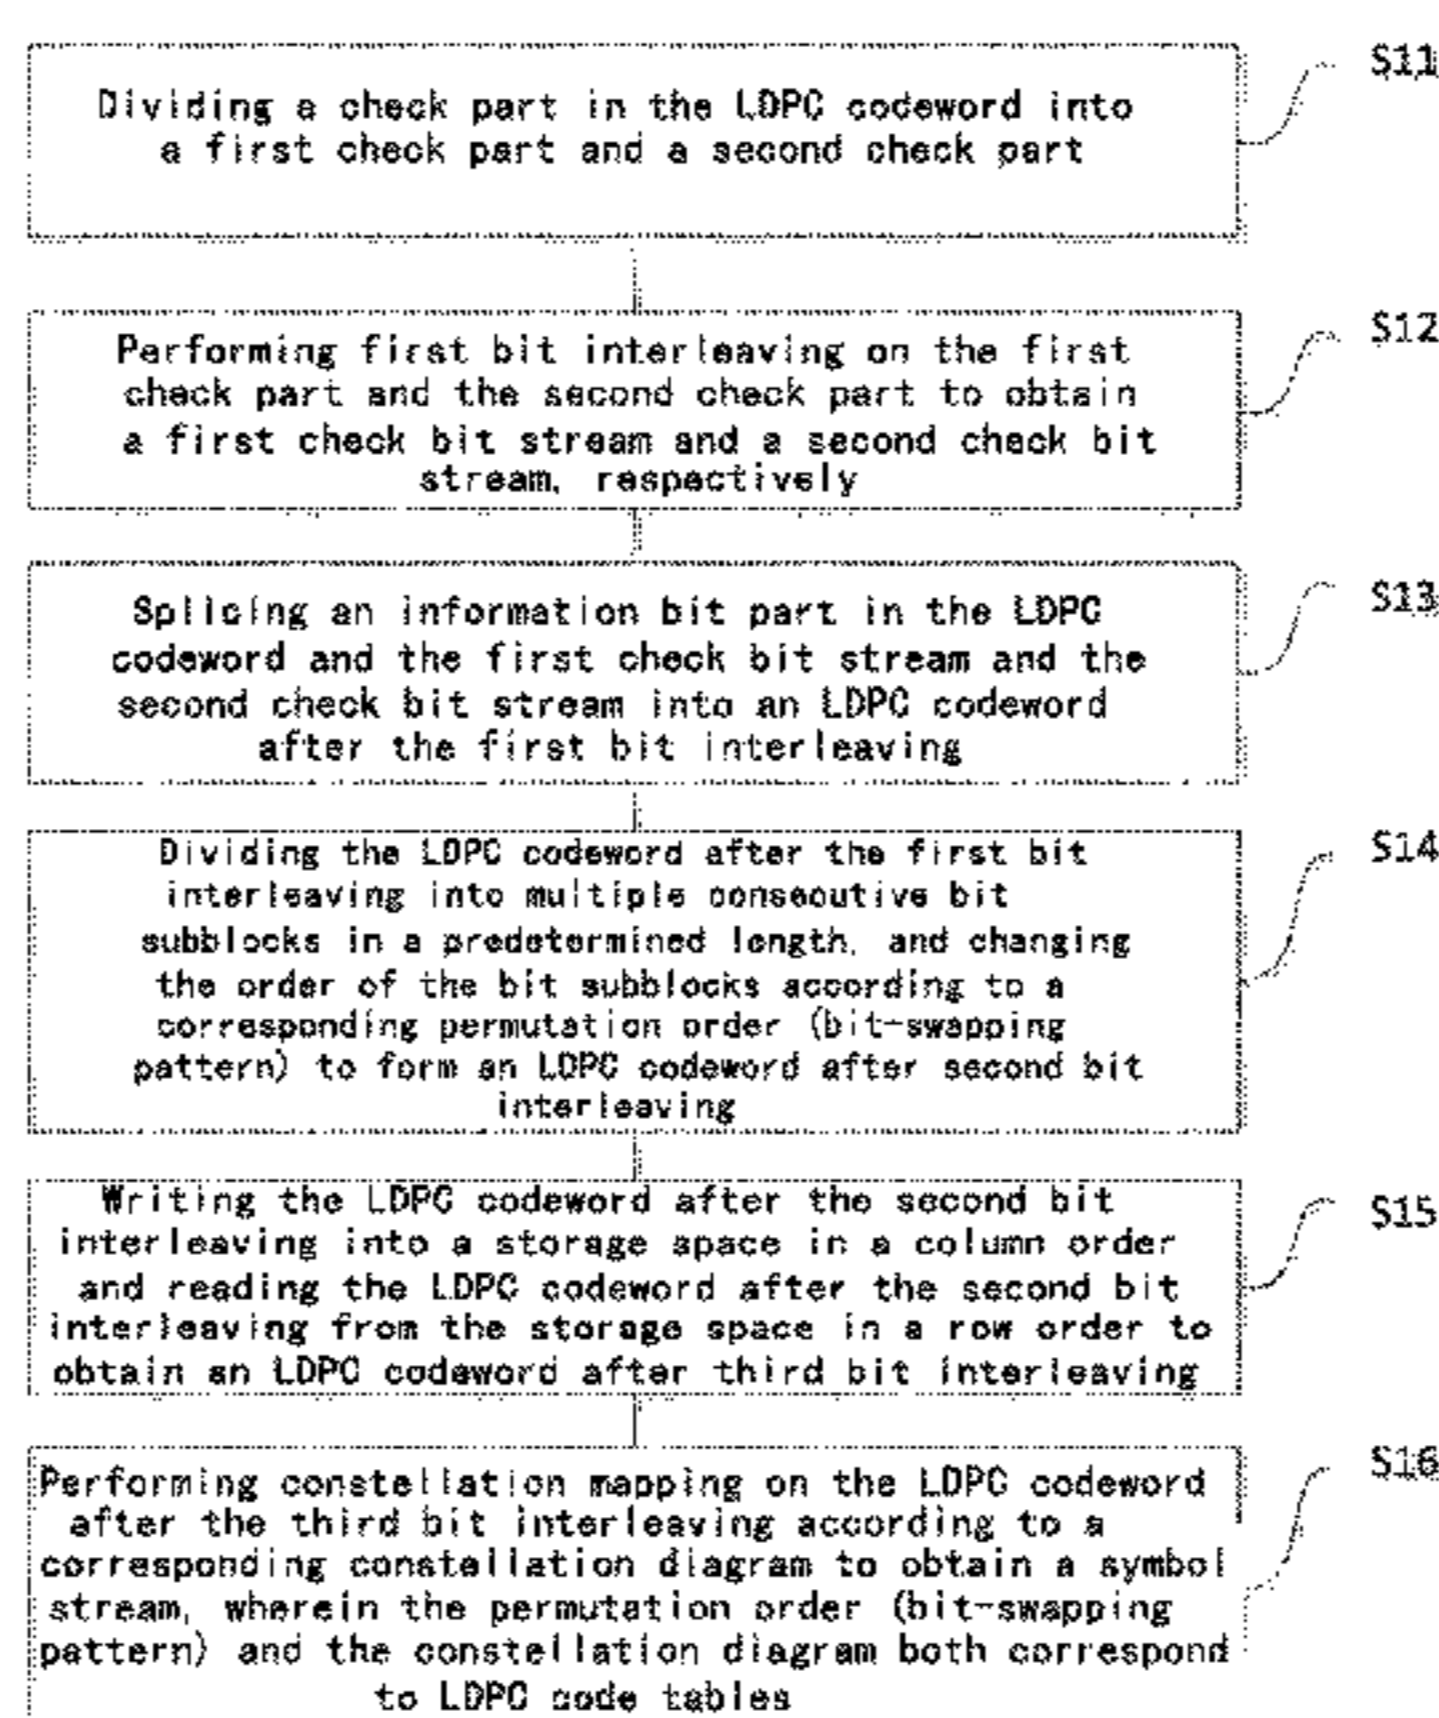 S11
Dividing a check part in the LDPC codeword into
a first check part and a second check part
S12
Performing first bit interleaving on the first
check part and the second check part to obtain
a first check bit stream and a second check bit
stream, respectively
S13
Splicing an information bit part in the LDPC
codeword and the first check bit stream and the
second check bit stream into an LDPC codeword
after the first bit interleaving
S14
Dividing the LDPC codeword after the first bit
interleaving into multiple consecutive bit
subblocks in a predetermined length, and changing
the order of the bit subblocks according to a
corresponding permutation order (bit-swapping
pattern) to form an LDPC codeword after second bit
interleaving
S15
Writing the LDPC codeword after the second bit
interleaving into a storage space in a column order
and reading the LDPC codeword after the second bit
interleaving from the storage space in a row order to
obtain an LDPC codeword after third bit interleaving
S16
Performing constellation mapping on the LDPC codeword
after the third bit interleaving according to a
corresponding constellation diagram to obtain a symbol
stream, wherein the permutation order (bit-swapping
pattern) and the constellation diagram both correspond
to LDPC code tables